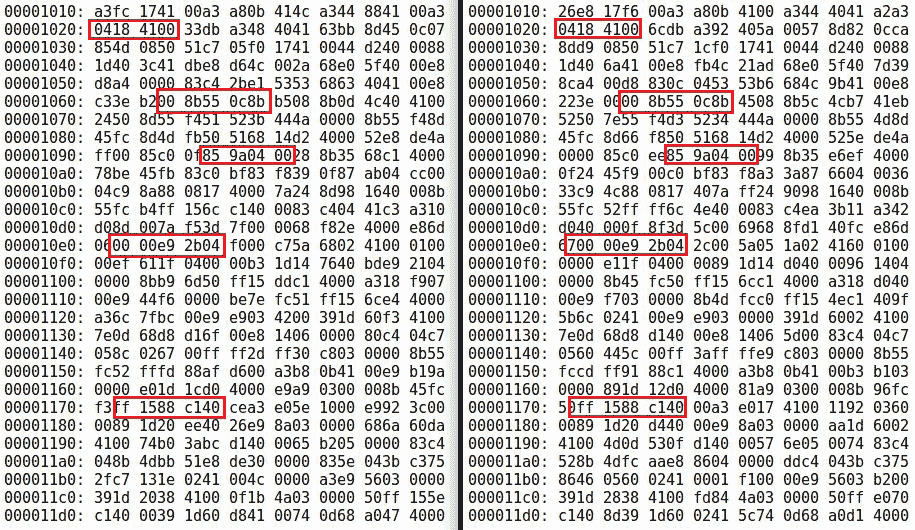 00001010: a3fc 1741 00a3 a80b 414c a344 8841 00a3
00001020: 0418 4100 33db a348 4041 63bb 8d45 0c07
00001030: 854d 0850 51c7 05f0 1741 0044 d240 0088
00001040: 1d40 3c41 dbe8 d64c 002a 68e0 5f40 00e8
00001050: d8a4 0000 83c4 2be1 5353 6863 4041 00e8
00001060: c33e b200 8b55 0c8b b508 8b0d 4c40 4100
00001070: 2450 8d55 f451 523b 444a 0000 8b55 f48d
00001080: 45fc 8d4d fb50 5168 14d2 4000 52e8 de4a
00001090: ff00 85c0 0f85 9a04 0028 8b35 68c1 4000
000010a0: 78be 45fb 83c0 bf83 f839 0f87 ab04 cc00
000010b0: 04c9 8a88 0817 4000 7a24 8d98 1640 008b
000010c0: 55fc b4ff 156c c140 0083 c404 41c3 a310
000010d0: d08d 007a f53d 7f00 0068 f82e 4000 e86d
000010e0: 0600 00e9 2b04 f000 c75a 6802 4100 0100
000010f0: 00ef 611f 0400 00b3 1d14 7640 bde9 2104
00001100: 0000 8bb9 6d50 ff15 ddc1 4000 a318 f907
00001110: 00e9 44f6 0000 be7e fc51 ff15 6ce4 4000
00001120: a36c 7fbc 00e9 e903 4200 391d 60f3 4100
00001130: 7e0d 68d8 d16f 00e8 1406 0000 80c4 04c7
00001140: 058c 0267 00ff ff2d ff30 c803 0000 8b55
00001150: fc52 fffd 88af d600 a3b8 0b41 00e9 b19a
00001160: 0000 e01d 1cd0 4000 e9a9 0300 008b 45fc
00001170: f3ff 1588 c140 cea3 e05e 1000 e992 3c00
00001180: 0089 1d20 ee40 26e9 8a03 0000 686a 60da
00001190: 4100 74b0 3abc d140 0065 b205 0000 83c4
000011a0: 048b 4dbb 51e8 de30 0000 835e 043b c375
000011b0: 2fc7 131e 0241 004c 0000 a3e9 5603 0000
000011c0: 391d 2038 4100 0f1b 4a03 0000 50ff 155e
000011d0: c140 0039 1d60 d841 0074 0d68 a047 4000
00001010: 26e8 17f6 00a3 a80b 4100 a344 4041 a2a3
00001020: 0418 4100 6cdb a392 405a 0057 8d82 0cca
00001030: 8dd9 0850 51c7 1cf0 1741 0044 d240 0088
00001040: 1d40 6a41 00e8 fb4c 21ad 68e0 5f40 7d39
00001050: 8ca4 00d8 830c 0453 53b6 684c 9b41 00e8
00001060: 223e 0000 8b55 0c8b 4508 8b5c 4cb7 41eb
00001070: 5250 7e55 f4d3 5234 444a 0000 8b55 4d8d
00001080: 45fc 8d66 f850 5168 14d2 4000 525e de4a
00001090: 0000 85c0 ee85 9a04 0099 8b35 e6ef 4000
000010a0: 0f24 45f9 00c0 bf83 f8a3 3a87 6604 0036
000010b0: 33c9 4c88 0817 407a ff24 9098 1640 008b
000010c0: 55fc 52ff ff6c 4e40 0083 c4ea 3b11 a342
000010d0: d040 000f 8f3d 5c00 6968 8fd1 40fc e86d
000010e0: 6700 00e9 2b04 2c00 5a05 1a02 4160 0100
000010f0: 0000 e11f 0400 0089 1d14 d040 0096 1404
00001100: 0000 8b45 fc50 ff15 6cc1 4000 a318 d040
00001110: 00e9 f703 0000 8b4d fcc0 ff15 4ec1 409f
00001120: 5b6c 0241 00e9 e903 0000 391d 6002 4100
00001130: 7e0d 68d8 d140 00e8 1406 5d00 83c4 04c7
00001140: 0560 445c 00ff 3aff ffe9 c803 0000 8b55
00001150: fccd ff91 88c1 4000 a3b8 0b41 00b3 b103
00001160: 0000 891d 12d0 4000 81a9 0300 008b 96fc
00001170: 50ff 1588 c140 00a3 e017 4100 1192 0360
00001180: 0089 1d20 d440 00e9 8a03 0000 aa1d 6002
00001190: 4100 4d0d 530f d140 0057 6e05 0074 83c4
000011a0: 528b 4dfc aae8 8604 0000 ddc4 043b c375
000011b0: 8646 0560 0241 0001 f100 00e9 5603 b200
000011c0: 391d 2838 4100 fd84 4a03 0000 50ff e070
000011d0: c140 8d39 1d60 0241 5c74 0d68 a0d1 4000